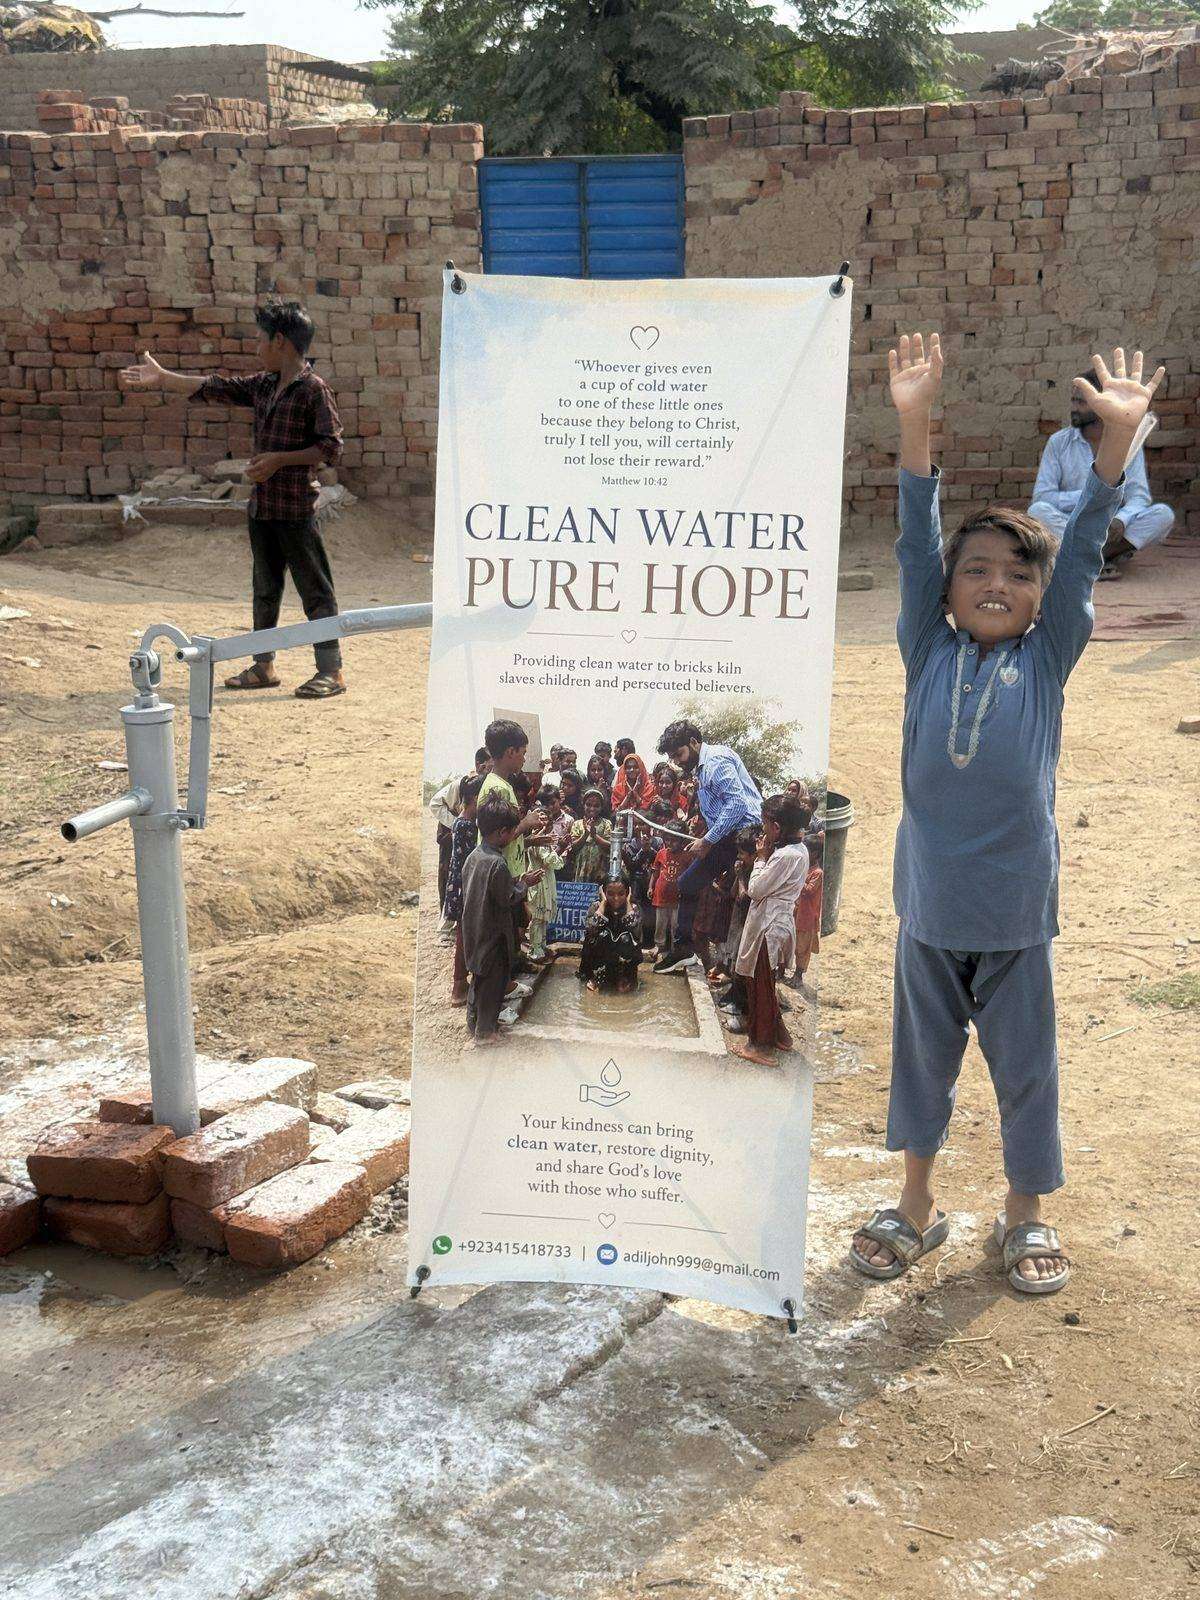 “Whoever gives even
a cup of cold water
to one of these little ones
because they belong to Christ,
truly I tell you, will certainly
not lose their reward.”
Matthew 10:42
CLEAN WATER
PURE HOPE
Providing clean water to bricks kiln
slaves children and persecuted believers.
WATER
Your kindness can bring
clean water, restore dignity,
and share God's love
with those who suffer.
+923415418733 | adiljohn999@gmail.com